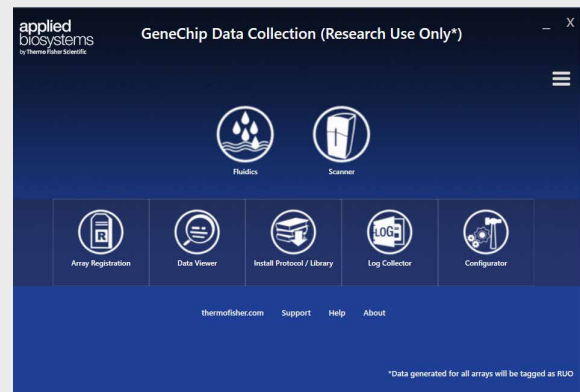 applied
biosystems
by Thermo Fisher Scientific
GeneChip Data Collection (Research Use Only*)
_ X
Fluidics
Scanner
R
LOG
Array Registration
Data Viewer
Install Protocol / Library
Log Collector
Configurator
thermofisher.com Support Help About
*Data generated for all arrays will be tagged as RUO